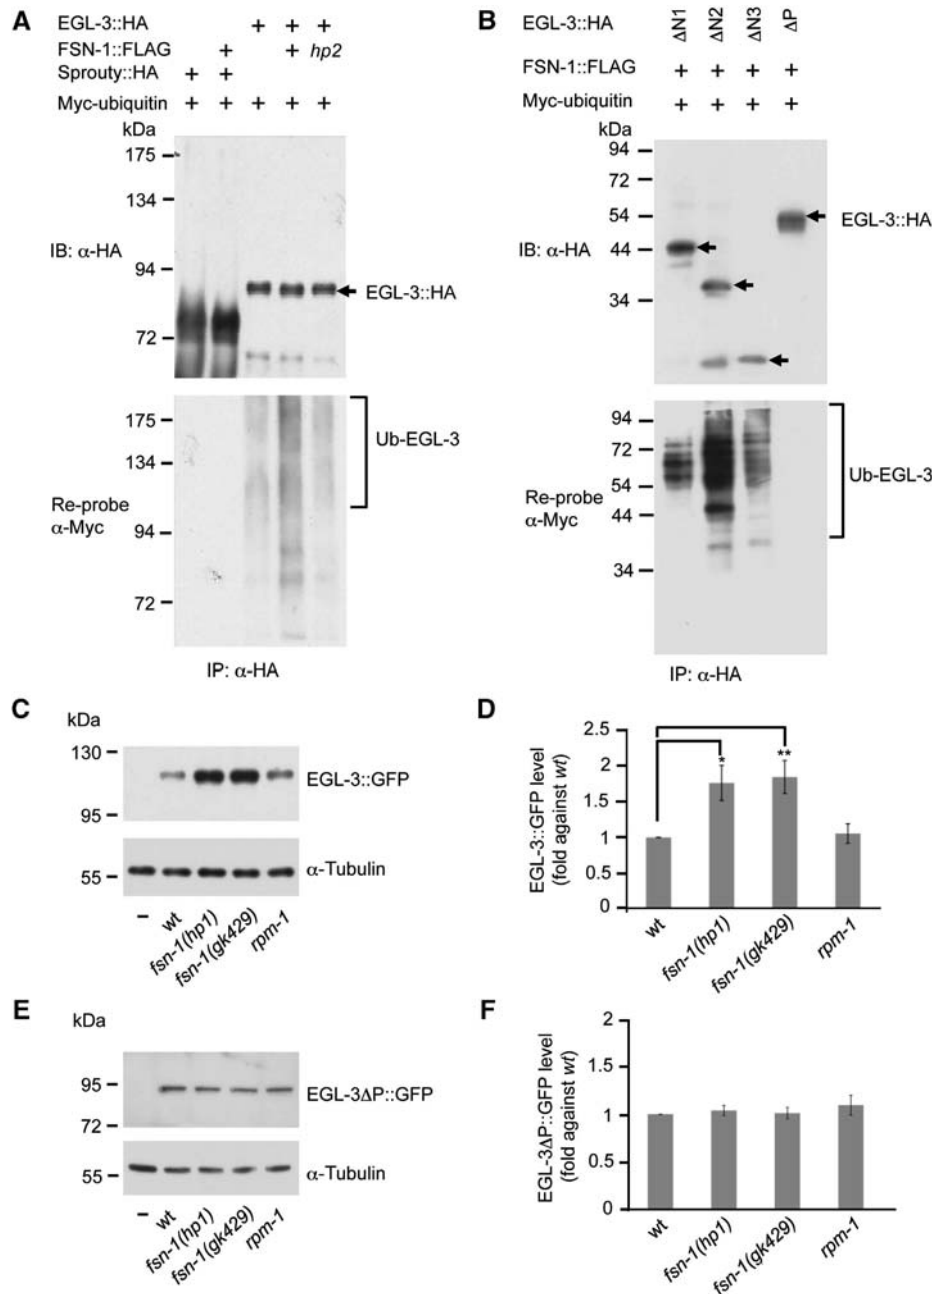 A
EGL-3::HA + + +
FSN-1::FLAG + + hp2
Sprouty::HA + +
Myc-ubiquitin + + + + +
kDa
175
134
94
72
IB: α-HA
EGL-3::HA
175
134
94
72
Re-probe
α-Myc
Ub-EGL-3
IP: α-HA
B
EGL-3::HA ΔN1 ΔN2 ΔN3 ΔP
FSN-1::FLAG + + + +
Myc-ubiquitin + + + +
kDa
94
72
54
44
34
IB: α-HA
EGL-3::HA
94
72
54
44
34
Re-probe
α-Myc
Ub-EGL-3
IP: α-HA
C
kDa
130
95
EGL-3::GFP
55
α-Tubulin
– wt fsn-1(hp1) fsn-1(gk429) rpm-1
D
EGL-3::GFP level
(fold against wt)
2.5
2
1.5
1
0.5
0
* **
wt fsn-1(hp1) fsn-1(gk429) rpm-1
E
kDa
95
72
EGL-3ΔP::GFP
55
α-Tubulin
– wt fsn-1(hp1) fsn-1(gk429) rpm-1
F
EGL-3ΔP::GFP level
(fold against wt)
2
1.5
1
0.5
0
wt fsn-1(hp1) fsn-1(gk429) rpm-1